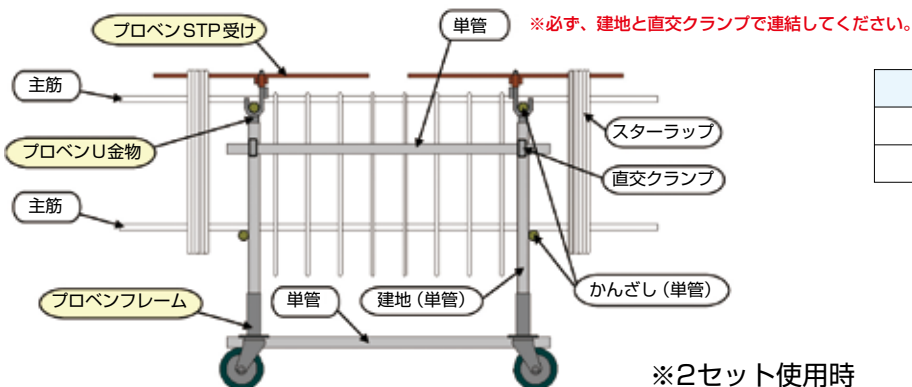 プロベンSTP受け
単管
※必ず、建地と直交クランプで連結してください。
主筋
スターラップ
プロベンU金物
単管
直交クランプ
主筋
プロベンフレーム
単管
建地（単管）
かんざし（単管）
※2セット使用時